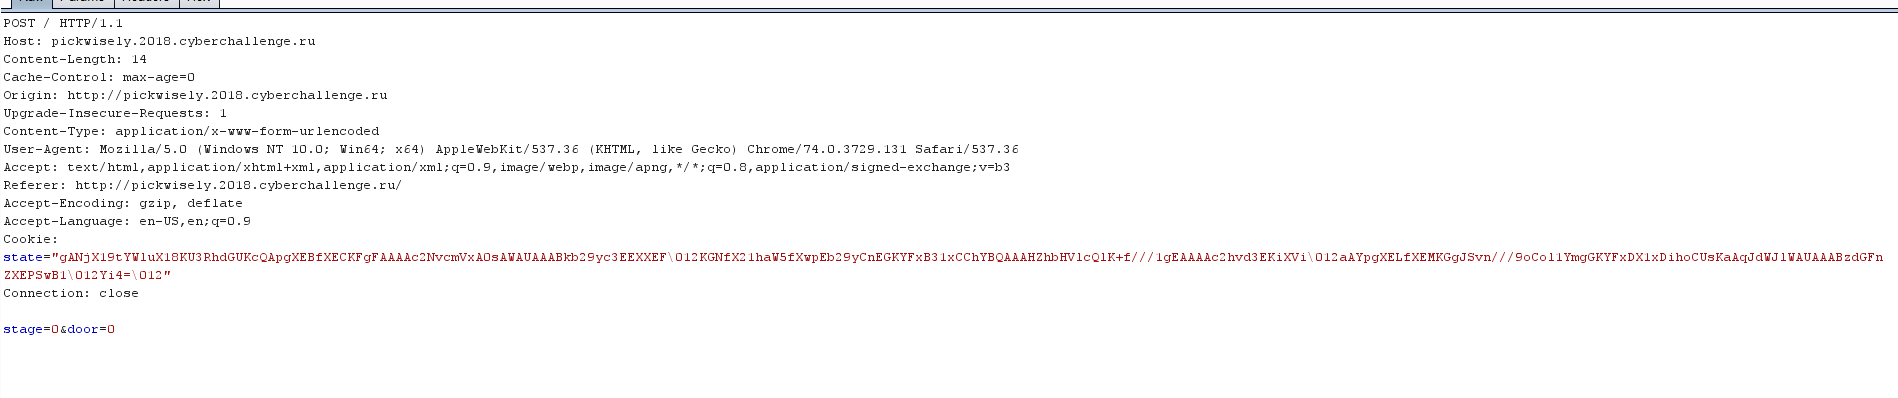 POST / HTTP/1.1
Host: pickwisely.2018.cyberchallenge.ru
Content-Length: 14
Cache-Control: max-age=0
Origin: http://pickwisely.2018.cyberchallenge.ru
Upgrade-Insecure-Requests: 1
Content-Type: application/x-www-form-urlencoded
User-Agent: Mozilla/5.0 (Windows NT 10.0; Win64; x64) AppleWebKit/537.36 (KHTML, like Gecko) Chrome/74.0.3729.131 Safari/537.36
Accept: text/html,application/xhtml+xml,application/xml;q=0.9,image/webp,image/apng,*/*;q=0.8,application/signed-exchange;v=b3
Referer: http://pickwisely.2018.cyberchallenge.ru/
Accept-Encoding: gzip, deflate
Accept-Language: en-US,en;q=0.9
Cookie:
state="gANjX19tYWluX18KU3RhdGUKcQApgXEBfXECKFgFAAAAc2NvcmVxA0sAWAUAAABkb29yc3EEXXEF\012KGNfX21haW5fXwpEb29yCnEGKYFxB31xCChYBQAAAHZhbHVlcQlK+f///1gEAAAAc2hvd3EKiXVi\012aAYpgXELfXEMKGgJSvn///9oCol1YmgGKYFxDX1xDihoCUsKaAqJdWJlWAUAAABzdGFn
ZXEPSwB1\012Yi4=\012"
Connection: close
stage=0&door=0